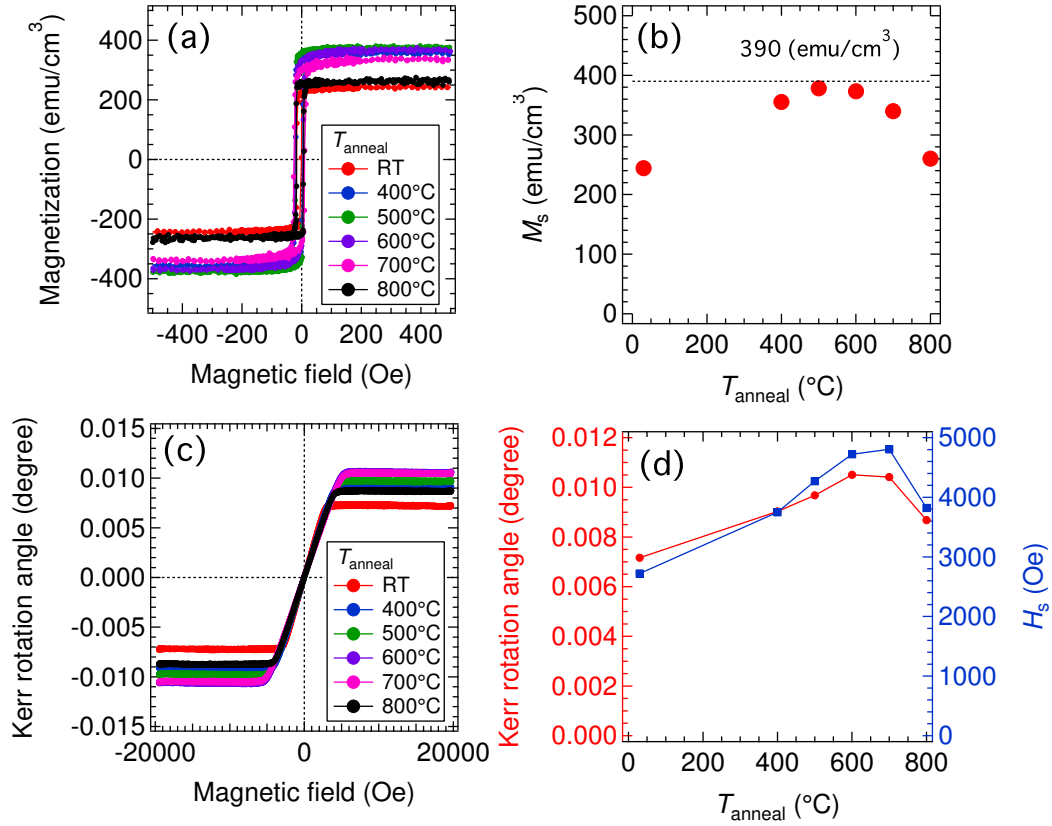 (a)
Magnetization (emu/cm³)
400
200
0
-200
-400
-400 -200 0 200 400
Magnetic field (Oe)
T_anneal
RT
400°C
500°C
600°C
700°C
800°C
(b)
390 (emu/cm³)
Mₛ (emu/cm³)
500
400
300
200
100
0
0 200 400 600 800
T_anneal (°C)
(c)
Kerr rotation angle (degree)
0.015
0.010
0.005
0.000
-0.005
-0.010
-0.015
-20000 0 20000
Magnetic field (Oe)
T_anneal
RT
400°C
500°C
600°C
700°C
800°C
(d)
Kerr rotation angle (degree)
0.012
0.010
0.008
0.006
0.004
0.002
0.000
5000
4000
3000
2000
1000
0
Hₛ (Oe)
0 200 400 600 800
T_anneal (°C)